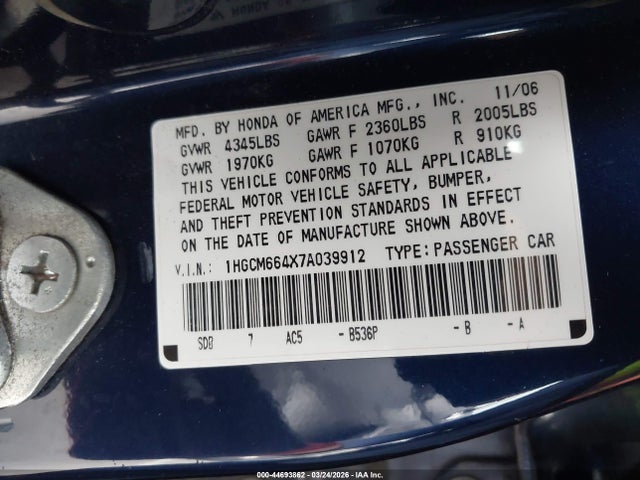 MFD. BY HONDA OF AMERICA MFG., INC. 11/06
GVWR 4345LBS GAWR F 2360LBS R 2005LBS
GVWR 1970KG GAWR F 1070KG R 910KG
THIS VEHICLE CONFORMS TO ALL APPLICABLE
FEDERAL MOTOR VEHICLE SAFETY, BUMPER,
AND THEFT PREVENTION STANDARDS IN EFFECT
ON THE DATE OF MANUFACTURE SHOWN ABOVE.
V.I.N.: 1HGCM664X7A039912 TYPE: PASSENGER CAR
SDB 7 AC5 - B536P - B - A
000-44693862 - 03/24/2026 - IAA Inc.